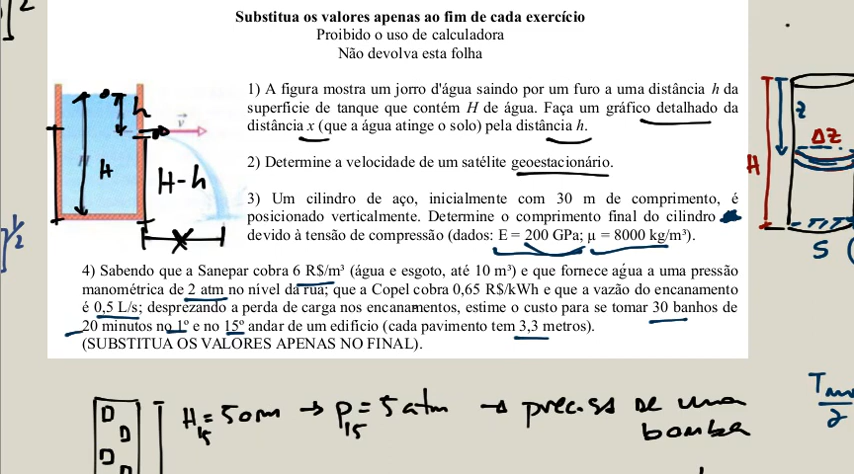 Substitua os valores apenas ao fim de cada exercício
Proibido o uso de calculadora
Não devolva esta folha
1) A figura mostra um jorro d'água saindo por um furo a uma distância h da
superficie de tanque que contém H de água. Faça um gráfico detalhado da
distância x (que a água atinge o solo) pela distância h.
2) Determine a velocidade de um satélite geoestacionário.
3) Um cilindro de aço, inicialmente com 30 m de comprimento, é
posicionado verticalmente. Determine o comprimento final do cilindro
devido à tensão de compressão (dados: E = 200 GPa; μ = 8000 kg/m³).
h
v
H
H-h
x
z
ΔZ
H
S
4) Sabendo que a Sanepar cobra 6 R$/m³ (água e esgoto, até 10 m³) e que fornece água a uma pressão
manométrica de 2 atm no nível da rua; que a Copel cobra 0,65 R$/kWh e que a vazão do encanamento
é 0,5 L/s; desprezando a perda de carga nos encanamentos, estime o custo para se tomar 30 banhos de
20 minutos no 1º e no 15º andar de um edifício (cada pavimento tem 3,3 metros).
(SUBSTITUA OS VALORES APENAS NO FINAL).
H₁₅ = 50m → P₁₅ = 5 atm → precisa de uma
bomba